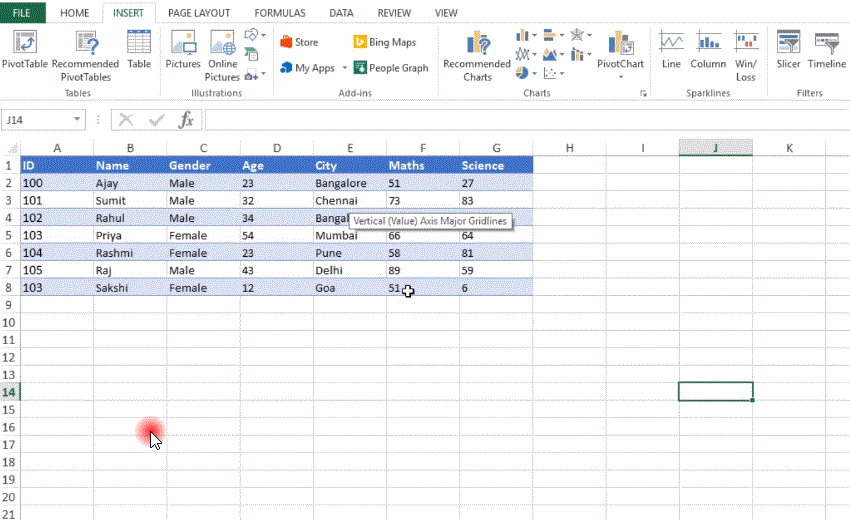 FILE HOME INSERT PAGE LAYOUT FORMULAS DATA REVIEW VIEW
PivotTable Recommended PivotTables Table
Tables
Pictures Online Pictures
Illustrations
Store Bing Maps
My Apps People Graph
Add-ins
Recommended Charts PivotChart
Charts
Line Column Win/ Loss
Sparklines
Slicer Timeline
Filters
J14 fx
A B C D E F G H I J K
1 ID Name Gender Age City Maths Science
2 100 Ajay Male 23 Bangalore 51 27
3 101 Sumit Male 32 Chennai 73 83
4 102 Rahul Male 34 Bangal
Vertical (Value) Axis Major Gridlines
5 103 Priya Female 54 Mumbai 66 64
6 104 Rashmi Female 23 Pune 58 81
7 105 Raj Male 43 Delhi 89 59
8 103 Sakshi Female 12 Goa 51 6
9
10
11
12
13
14
15
16
17
18
19
20
21